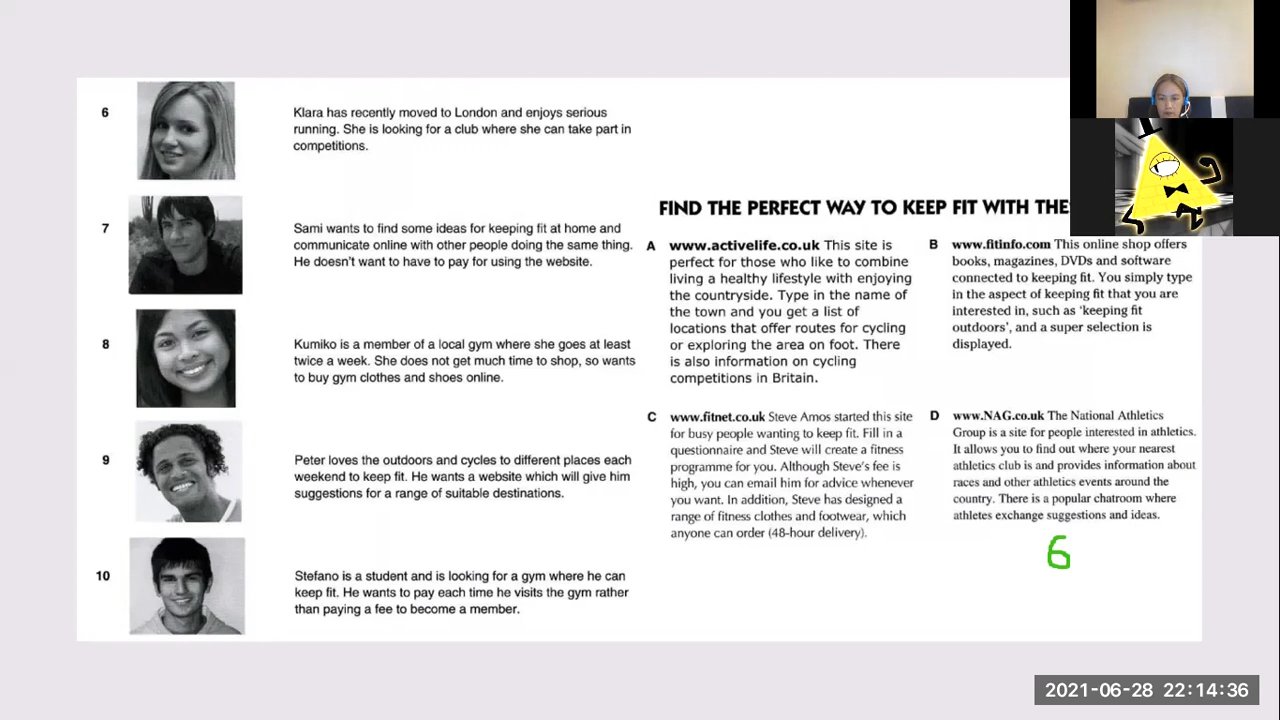 6
Klara has recently moved to London and enjoys serious
running. She is looking for a club where she can take part in
competitions.
7
Sami wants to find some ideas for keeping fit at home and
communicate online with other people doing the same thing.
He doesn't want to have to pay for using the website.
8
Kumiko is a member of a local gym where she goes at least
twice a week. She does not get much time to shop, so wants
to buy gym clothes and shoes online.
9
Peter loves the outdoors and cycles to different places each
weekend to keep fit. He wants a website which will give him
suggestions for a range of suitable destinations.
10
Stefano is a student and is looking for a gym where he can
keep fit. He wants to pay each time he visits the gym rather
than paying a fee to become a member.
FIND THE PERFECT WAY TO KEEP FIT WITH THE
A www.activelife.co.uk This site is
perfect for those who like to combine
living a healthy lifestyle with enjoying
the countryside. Type in the name of
the town and you get a list of
locations that offer routes for cycling
or exploring the area on foot. There
is also information on cycling
competitions in Britain.
B www.fitinfo.com This online shop offers
books, magazines, DVDs and software
connected to keeping fit. You simply type
in the aspect of keeping fit that you are
interested in, such as 'keeping fit
outdoors', and a super selection is
displayed.
C www.fitnet.co.uk Steve Amos started this site
for busy people wanting to keep fit. Fill in a
questionnaire and Steve will create a fitness
programme for you. Although Steve's fee is
high, you can email him for advice whenever
you want. In addition, Steve has designed a
range of fitness clothes and footwear, which
anyone can order (48-hour delivery).
D www.NAG.co.uk The National Athletics
Group is a site for people interested in athletics.
It allows you to find out where your nearest
athletics club is and provides information about
races and other athletics events around the
country. There is a popular chatroom where
athletes exchange suggestions and ideas.
6
2021-06-28 22:14:36